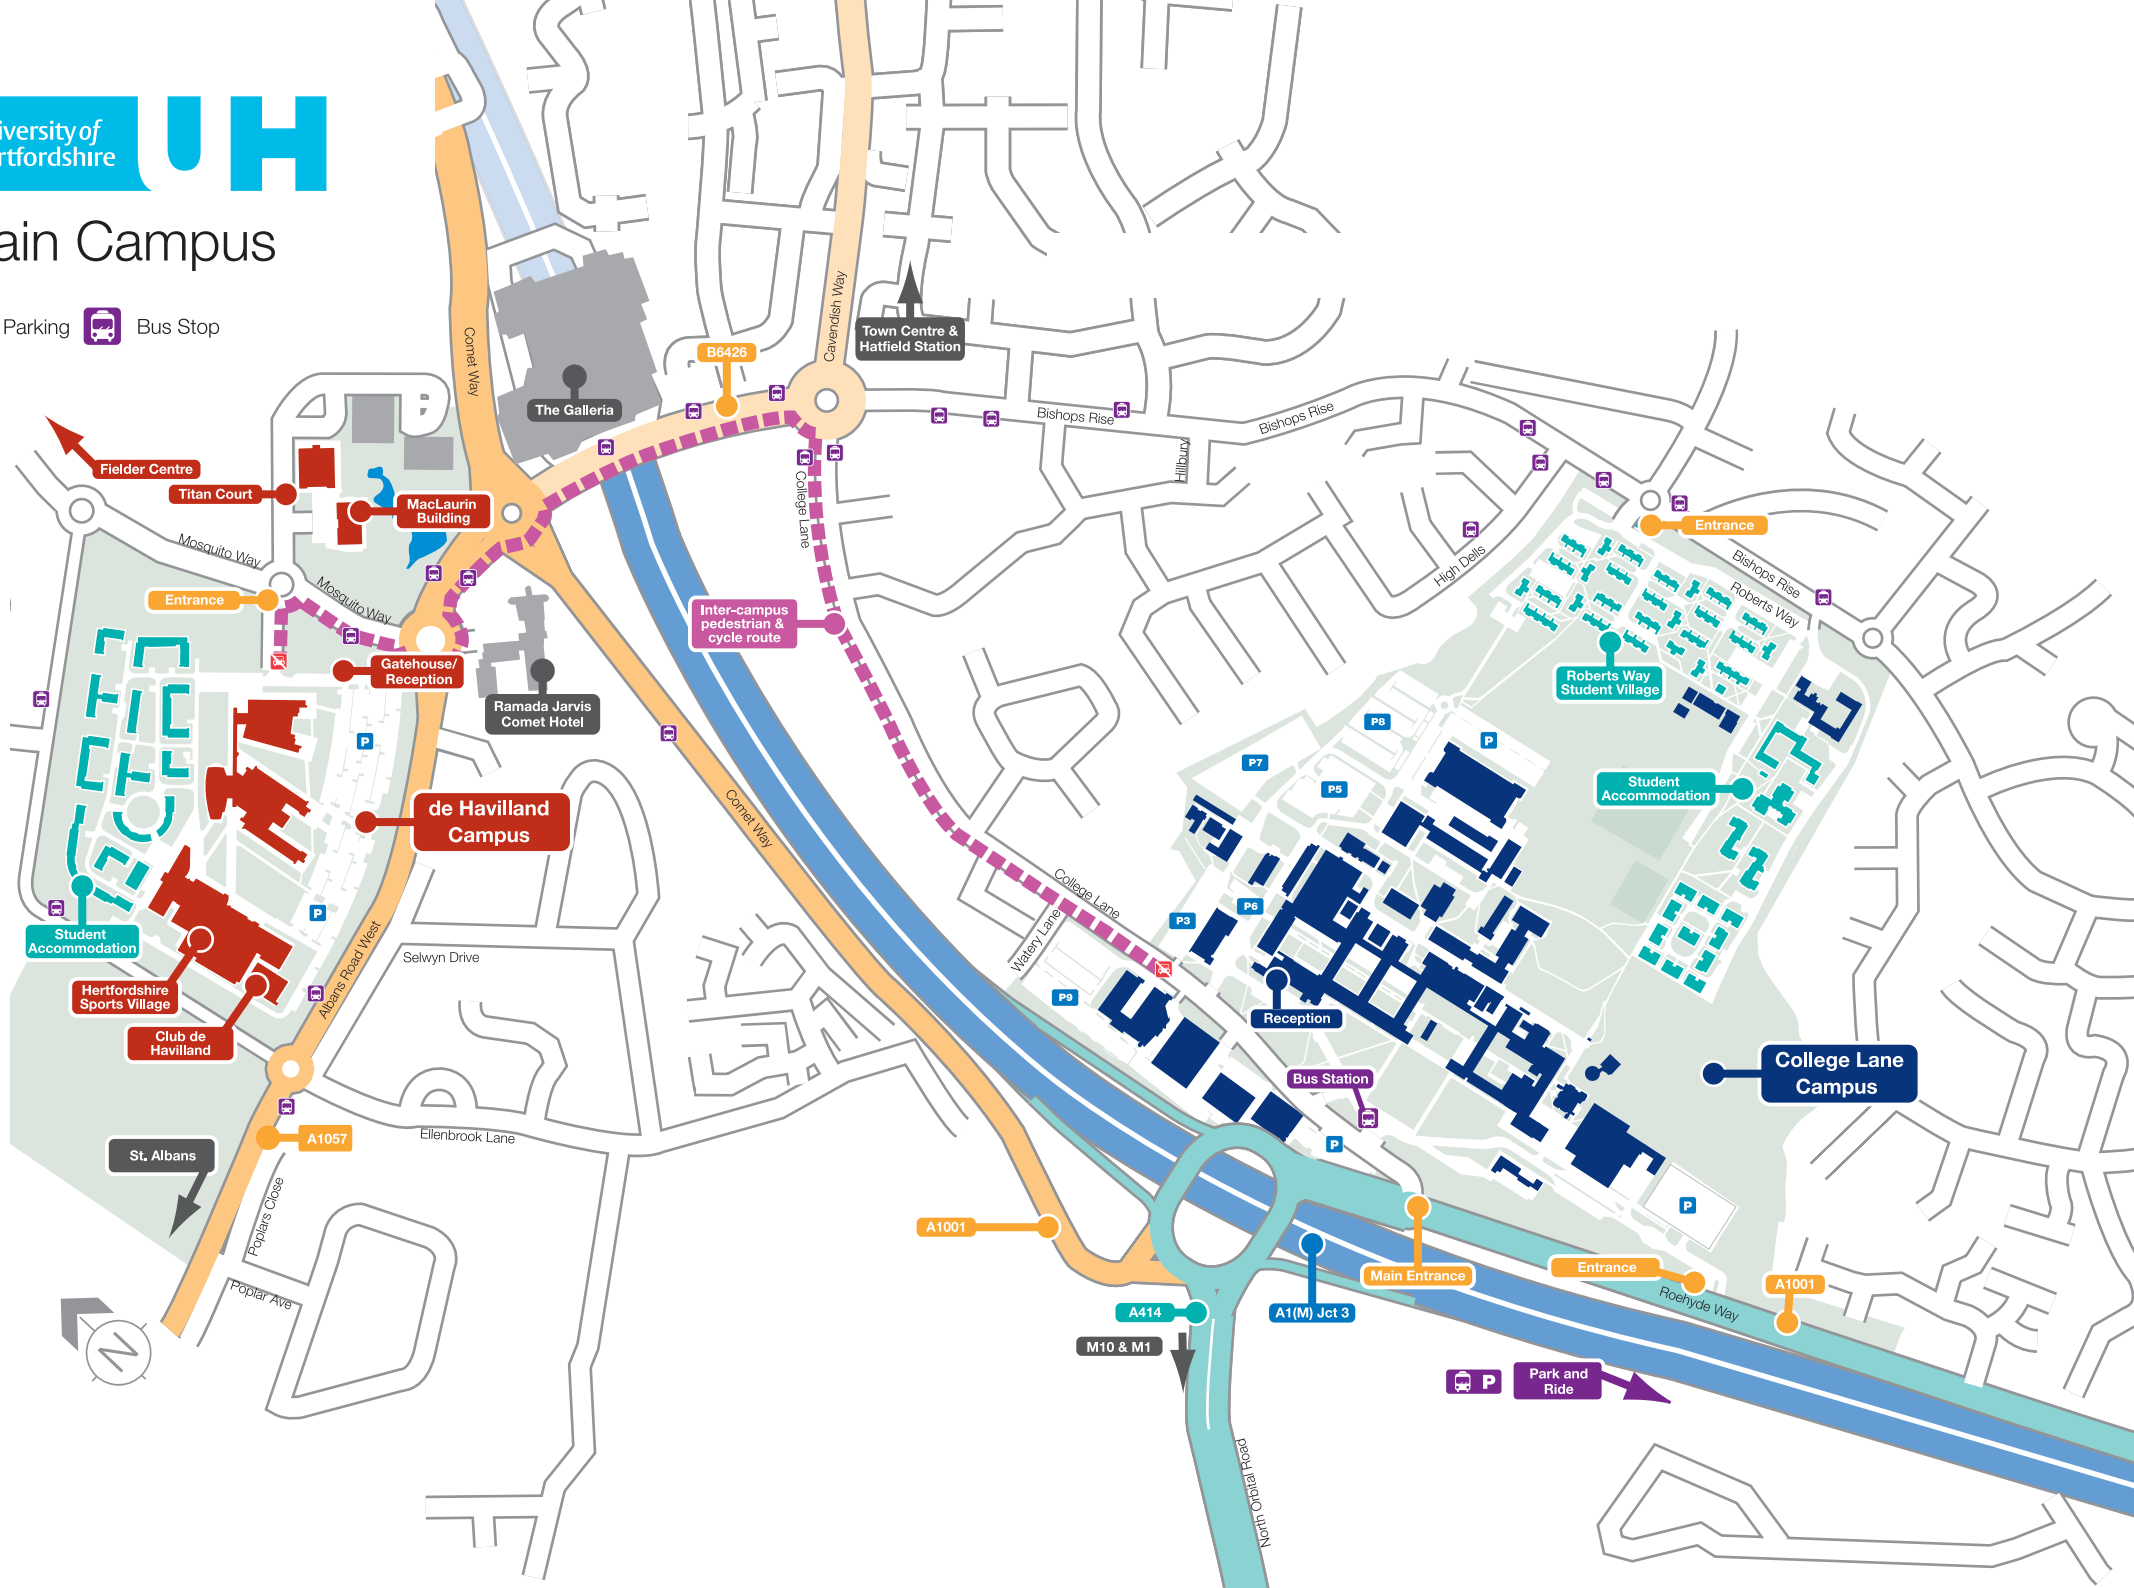 iversity of
rtfordshire
UH
ain Campus
Parking
Bus Stop
Fielder Centre
Titan Court
MacLaurin
Building
Mosquito Way
Mosquito Way
Entrance
Gatehouse/
Reception
Comet Way
The Galleria
B6426
Cavendish Way
Town Centre &
Hatfield Station
Bishops Rise
Bishops Rise
Hillbury
College Lane
High Dells
Entrance
Bishops Rise
Roberts Way
Inter-campus
pedestrian &
cycle route
Ramada Jarvis
Comet Hotel
Roberts Way
Student Village
P8
P
P7
P5
P
Student
Accommodation
de Havilland
Campus
Comet Way
College Lane
Watery Lane
P3
P6
P
Student
Accommodation
Selwyn Drive
Albans Road West
Hertfordshire
Sports Village
Club de
Havilland
P9
Reception
Bus Station
College Lane
Campus
P
P
St. Albans
A1057
Ellenbrook Lane
Poplars Close
Poplar Ave
N
A1001
Main Entrance
Entrance
A1001
Roehyde Way
A414
A1(M) Jct 3
M10 & M1
P
Park and
Ride
North Orbital Road